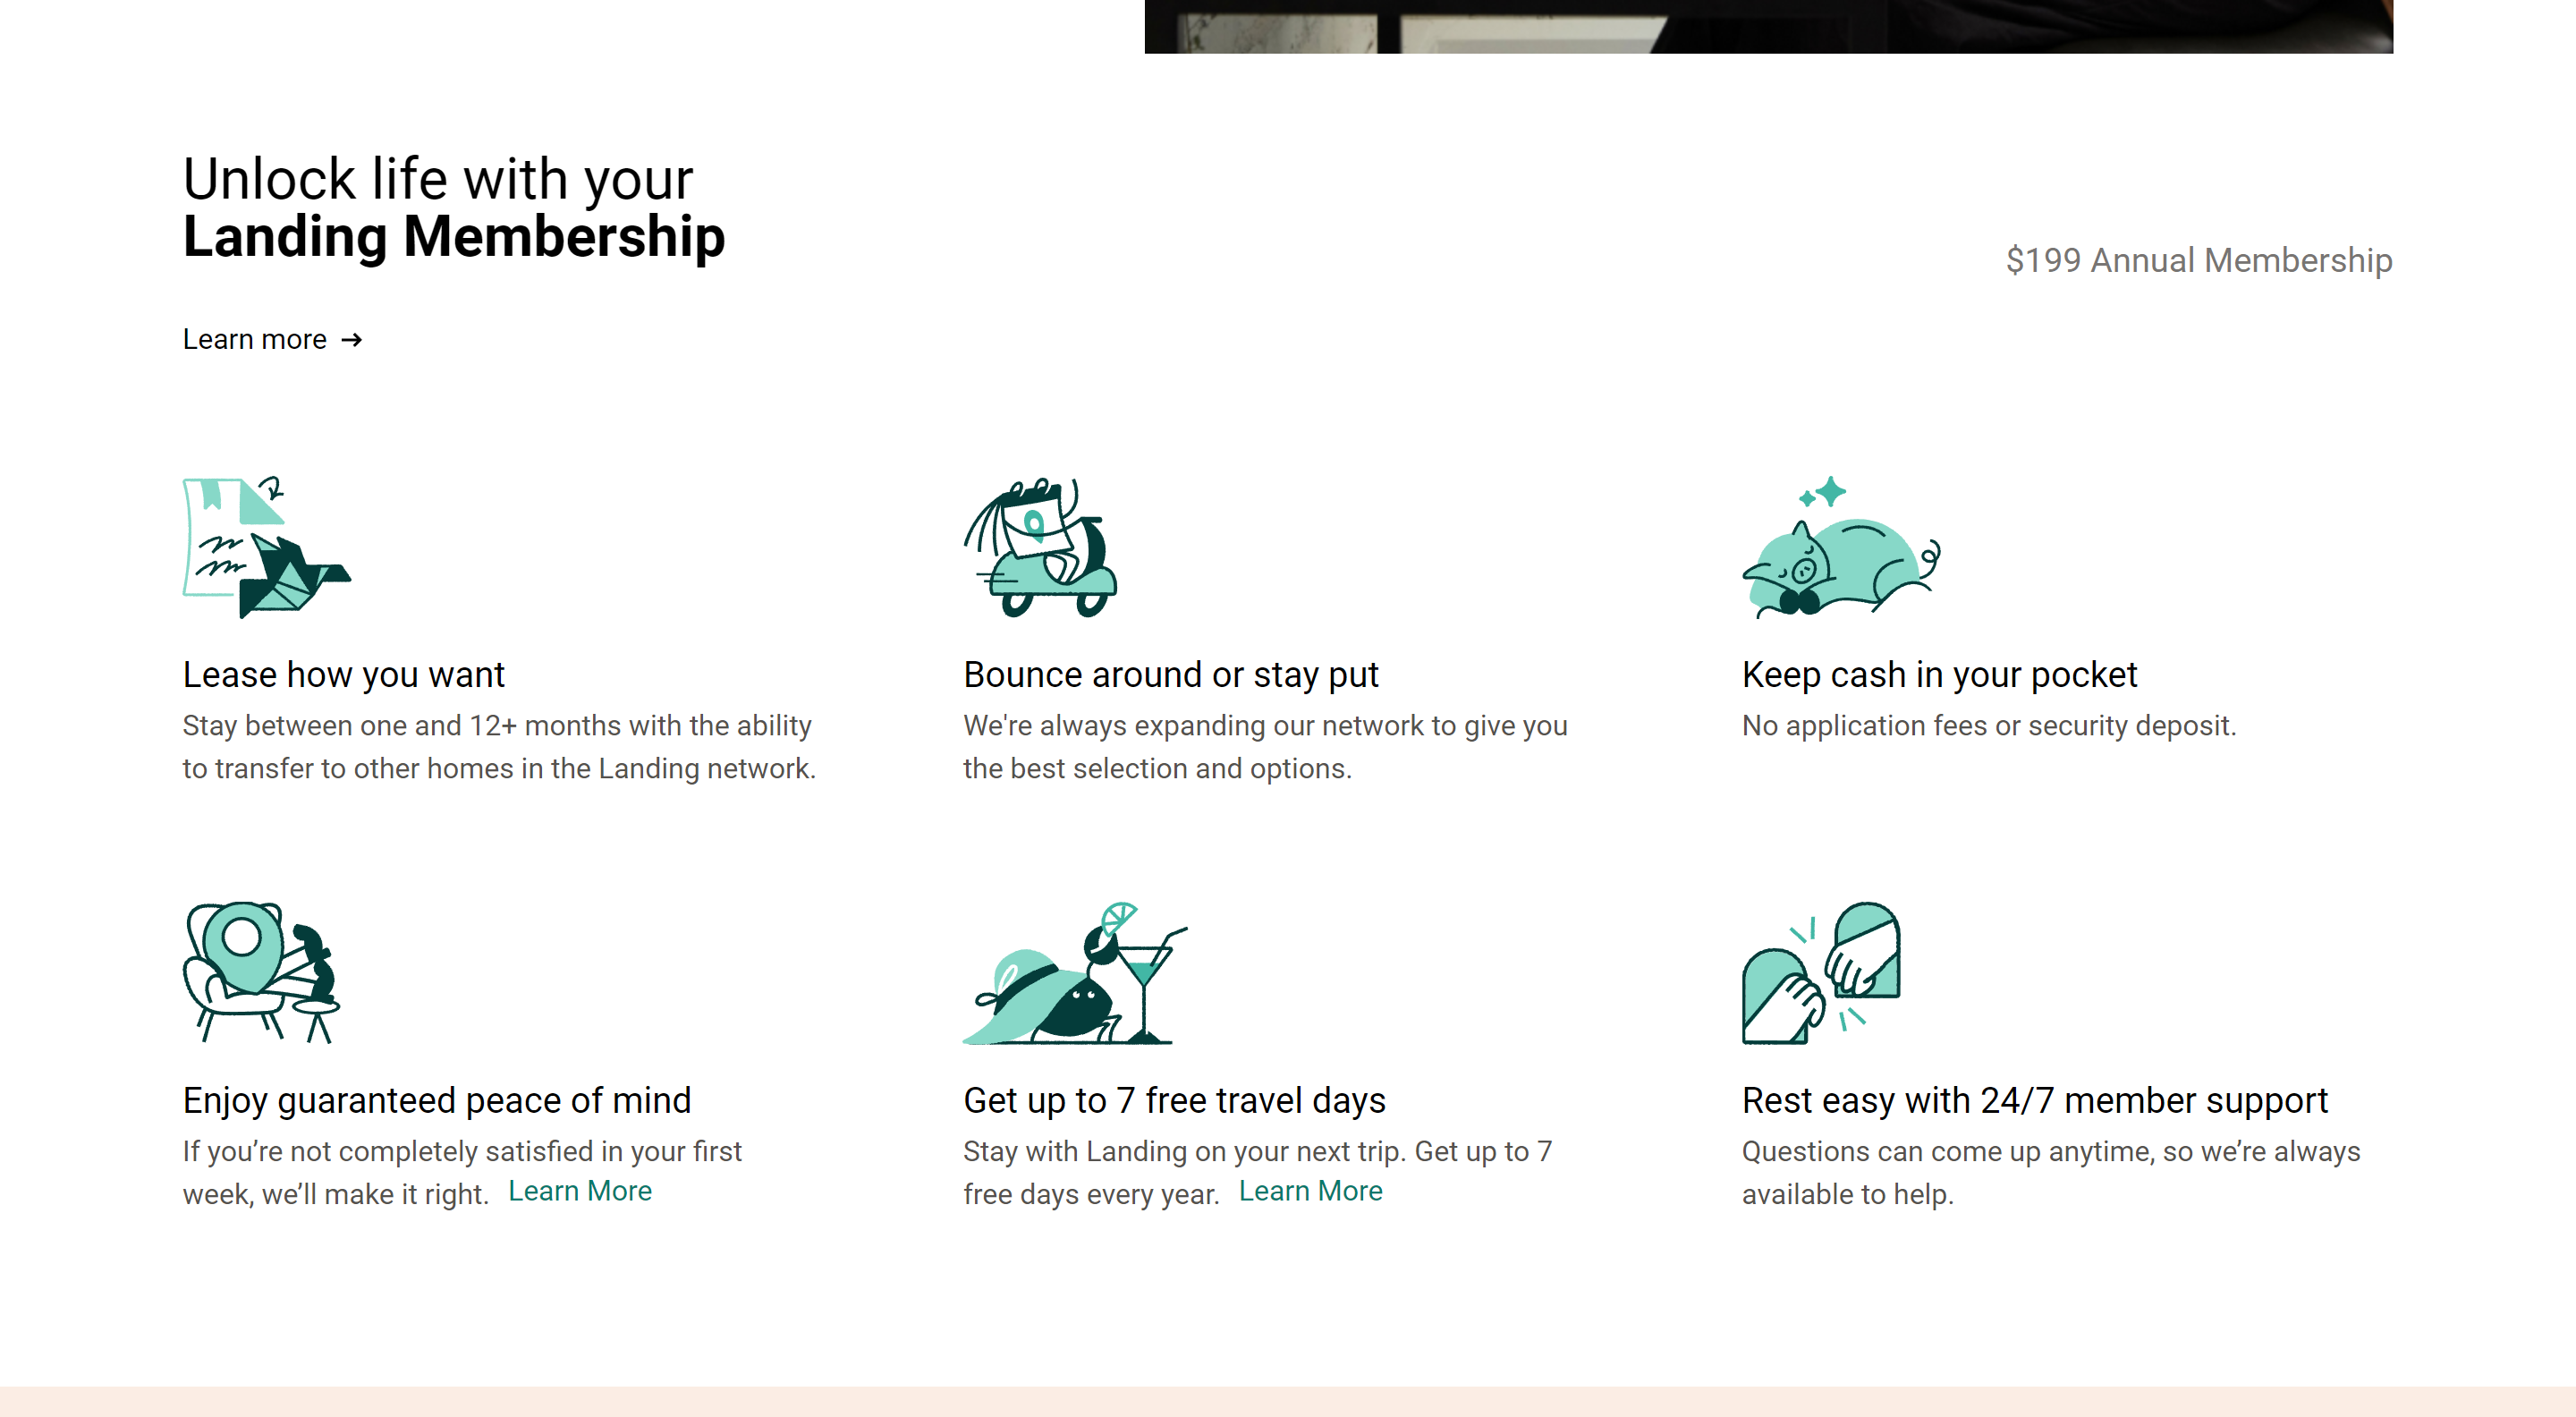 Unlock life with your
Landing Membership
$199 Annual Membership
Learn more →
Lease how you want
Stay between one and 12+ months with the ability
to transfer to other homes in the Landing network.
Bounce around or stay put
We're always expanding our network to give you
the best selection and options.
Keep cash in your pocket
No application fees or security deposit.
Enjoy guaranteed peace of mind
If you’re not completely satisfied in your first
week, we’ll make it right. Learn More
Get up to 7 free travel days
Stay with Landing on your next trip. Get up to 7
free days every year. Learn More
Rest easy with 24/7 member support
Questions can come up anytime, so we’re always
available to help.